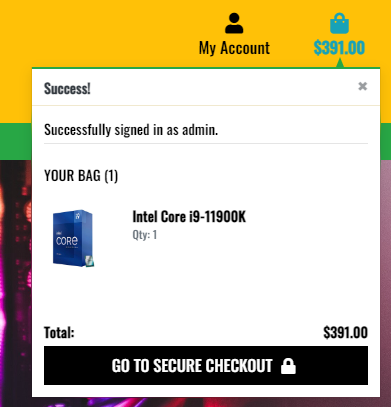 My Account
$391.00
Success!
×
Successfully signed in as admin.
YOUR BAG (1)
Intel Core i9-11900K
Qty: 1
CORE
Total:
$391.00
GO TO SECURE CHECKOUT